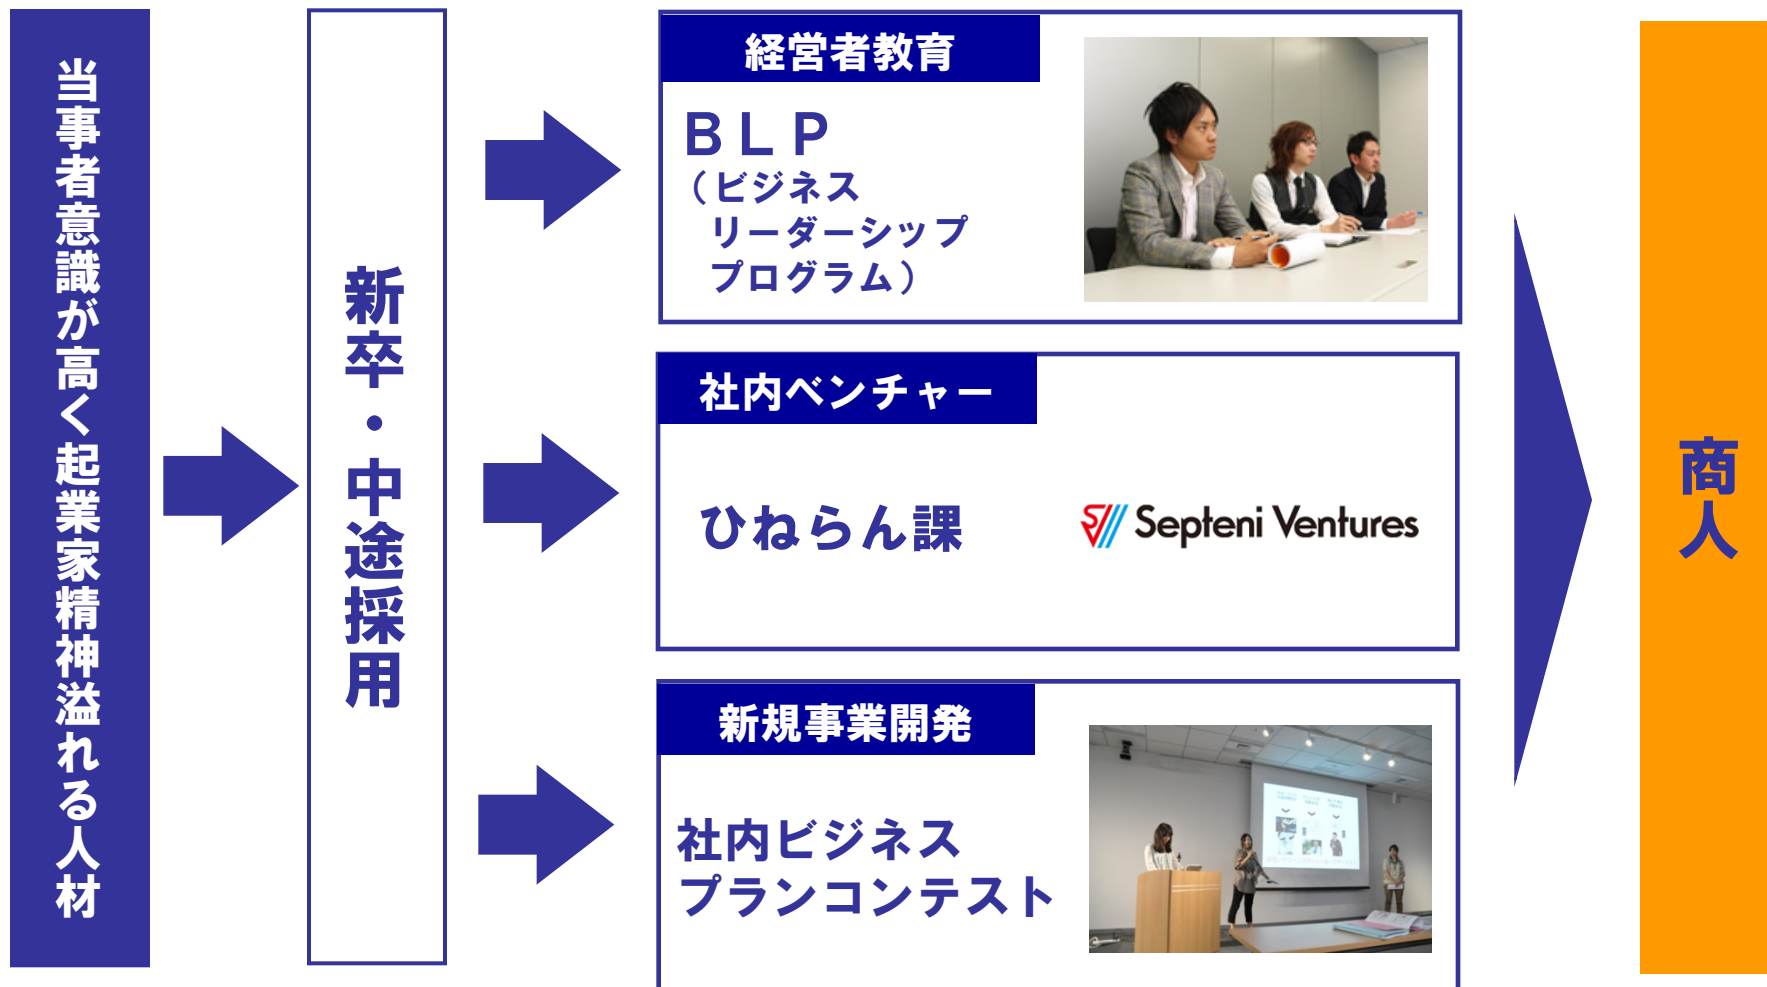 当事者意識が高く起業家精神溢れる人材
新卒・中途採用
経営者教育
ＢＬＰ
（ビジネス
リーダーシップ
プログラム）
社内ベンチャー
ひねらん課
Septeni Ventures
新規事業開発
社内ビジネス
プランコンテスト
商人